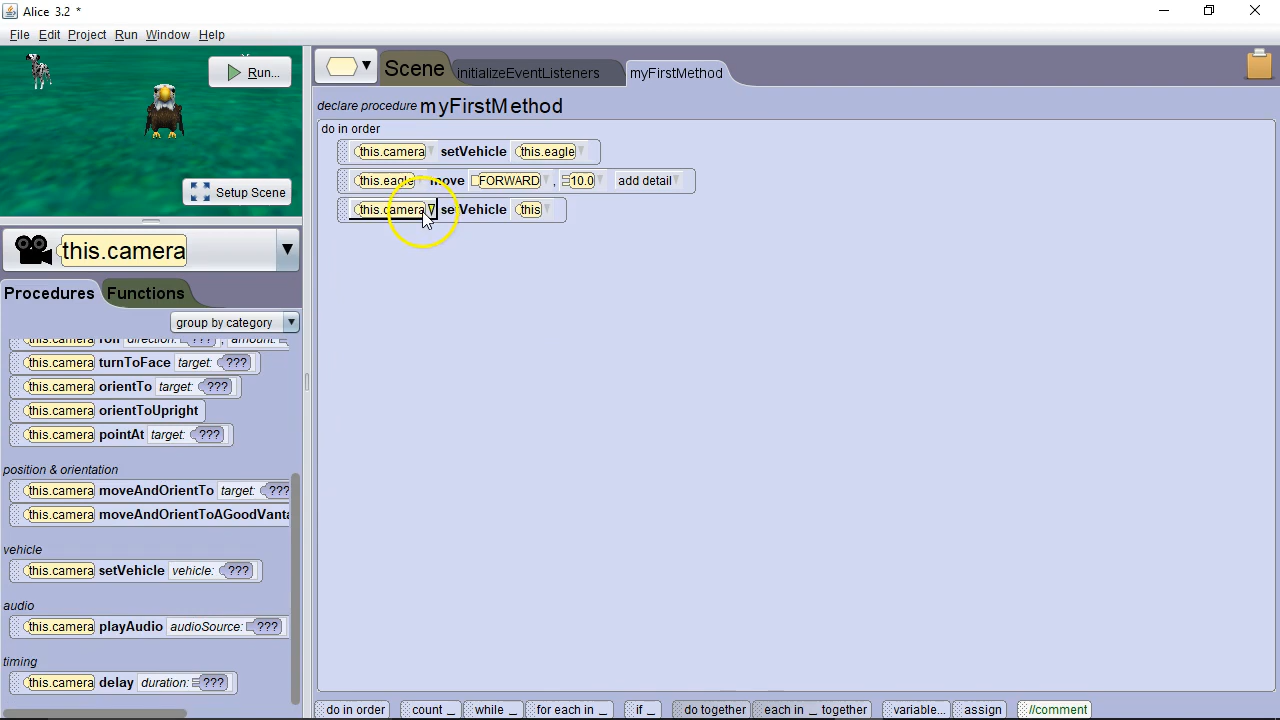 Alice 3.2 *
File Edit Project Run Window Help
Run...
Setup Scene
this.camera
Procedures Functions
group by category
this.camera roll direction: ??? , amount:
this.camera turnToFace target: ???
this.camera orientTo target: ???
this.camera orientToUpright
this.camera pointAt target: ???
position & orientation
this.camera moveAndOrientTo target: ???
this.camera moveAndOrientToAGoodVanta
vehicle
this.camera setVehicle vehicle: ???
audio
this.camera playAudio audioSource: ???
timing
this.camera delay duration: ???
Scene initializeEventListeners myFirstMethod
declare procedure myFirstMethod
do in order
this.camera setVehicle this.eagle
this.eagle move FORWARD , 10.0 add detail
this.camera setVehicle this
do in order count _ while _ for each in _ if _ do together each in _ together variable... assign //comment